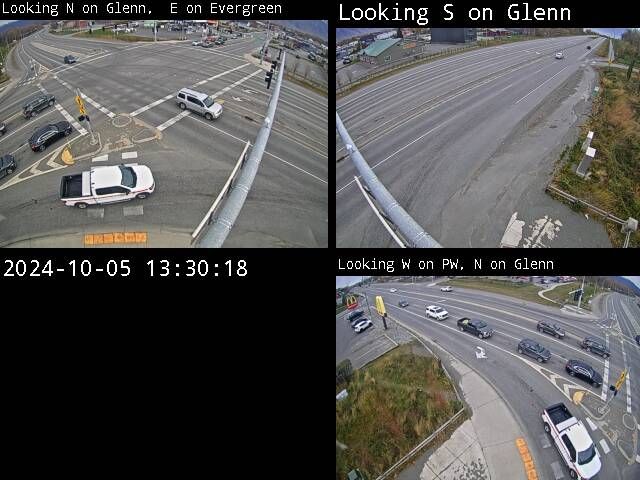 Looking N on Glenn, E on Evergreen
Looking S on Glenn
2024-10-05 13:30:18
Looking W on PW, N on Glenn